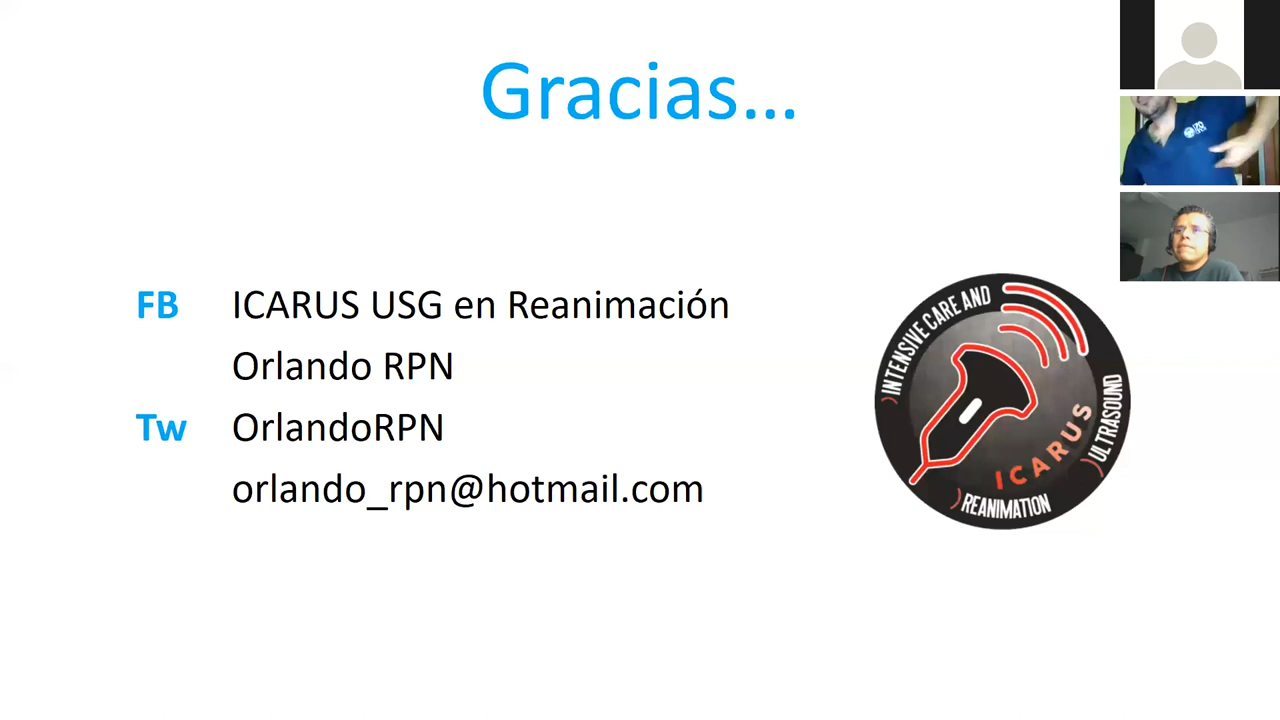 Gracias...
FB ICARUS USG en Reanimación
Orlando RPN
Tw OrlandoRPN
orlando_rpn@hotmail.com
INTENSIVE CARE AND
ULTRASOUND
ICARUS
REANIMATION